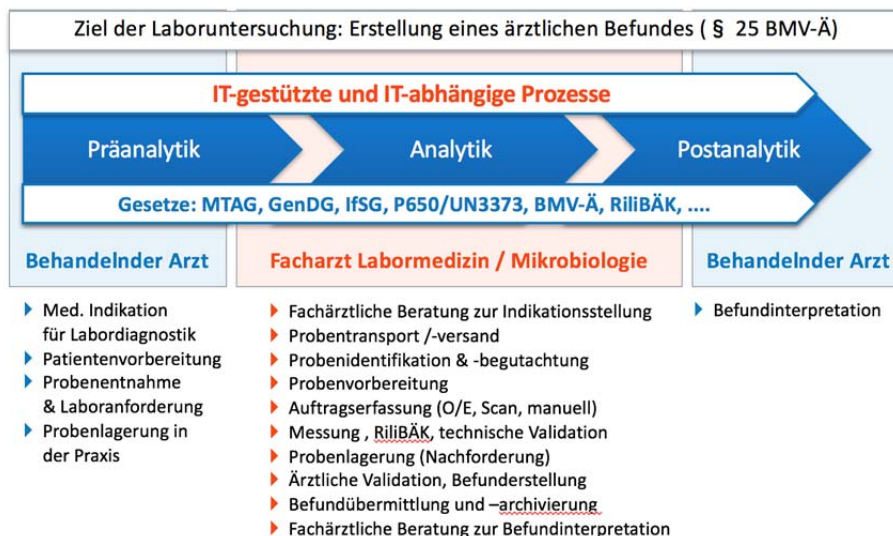 Ziel der Laboruntersuchung: Erstellung eines ärztlichen Befundes ( § 25 BMV-Ä)
IT-gestützte und IT-abhängige Prozesse
Präanalytik
Analytik
Postanalytik
Gesetze: MTAG, GenDG, IfSG, P650/UN3373, BMV-Ä, RiliBÄK, ....
Behandelnder Arzt
Facharzt Labormedizin / Mikrobiologie
Behandelnder Arzt
Med. Indikation
für Labordiagnostik
Patientenvorbereitung
Probenentnahme
& Laboranforderung
Probenlagerung in
der Praxis
Fachärztliche Beratung zur Indikationsstellung
Probentransport /-versand
Probenidentifikation & -begutachtung
Probenvorbereitung
Auftragserfassung (O/E, Scan, manuell)
Messung , RiliBÄK, technische Validation
Probenlagerung (Nachforderung)
Ärztliche Validation, Befunderstellung
Befundübermittlung und –archivierung
Fachärztliche Beratung zur Befundinterpretation
Befundinterpretation